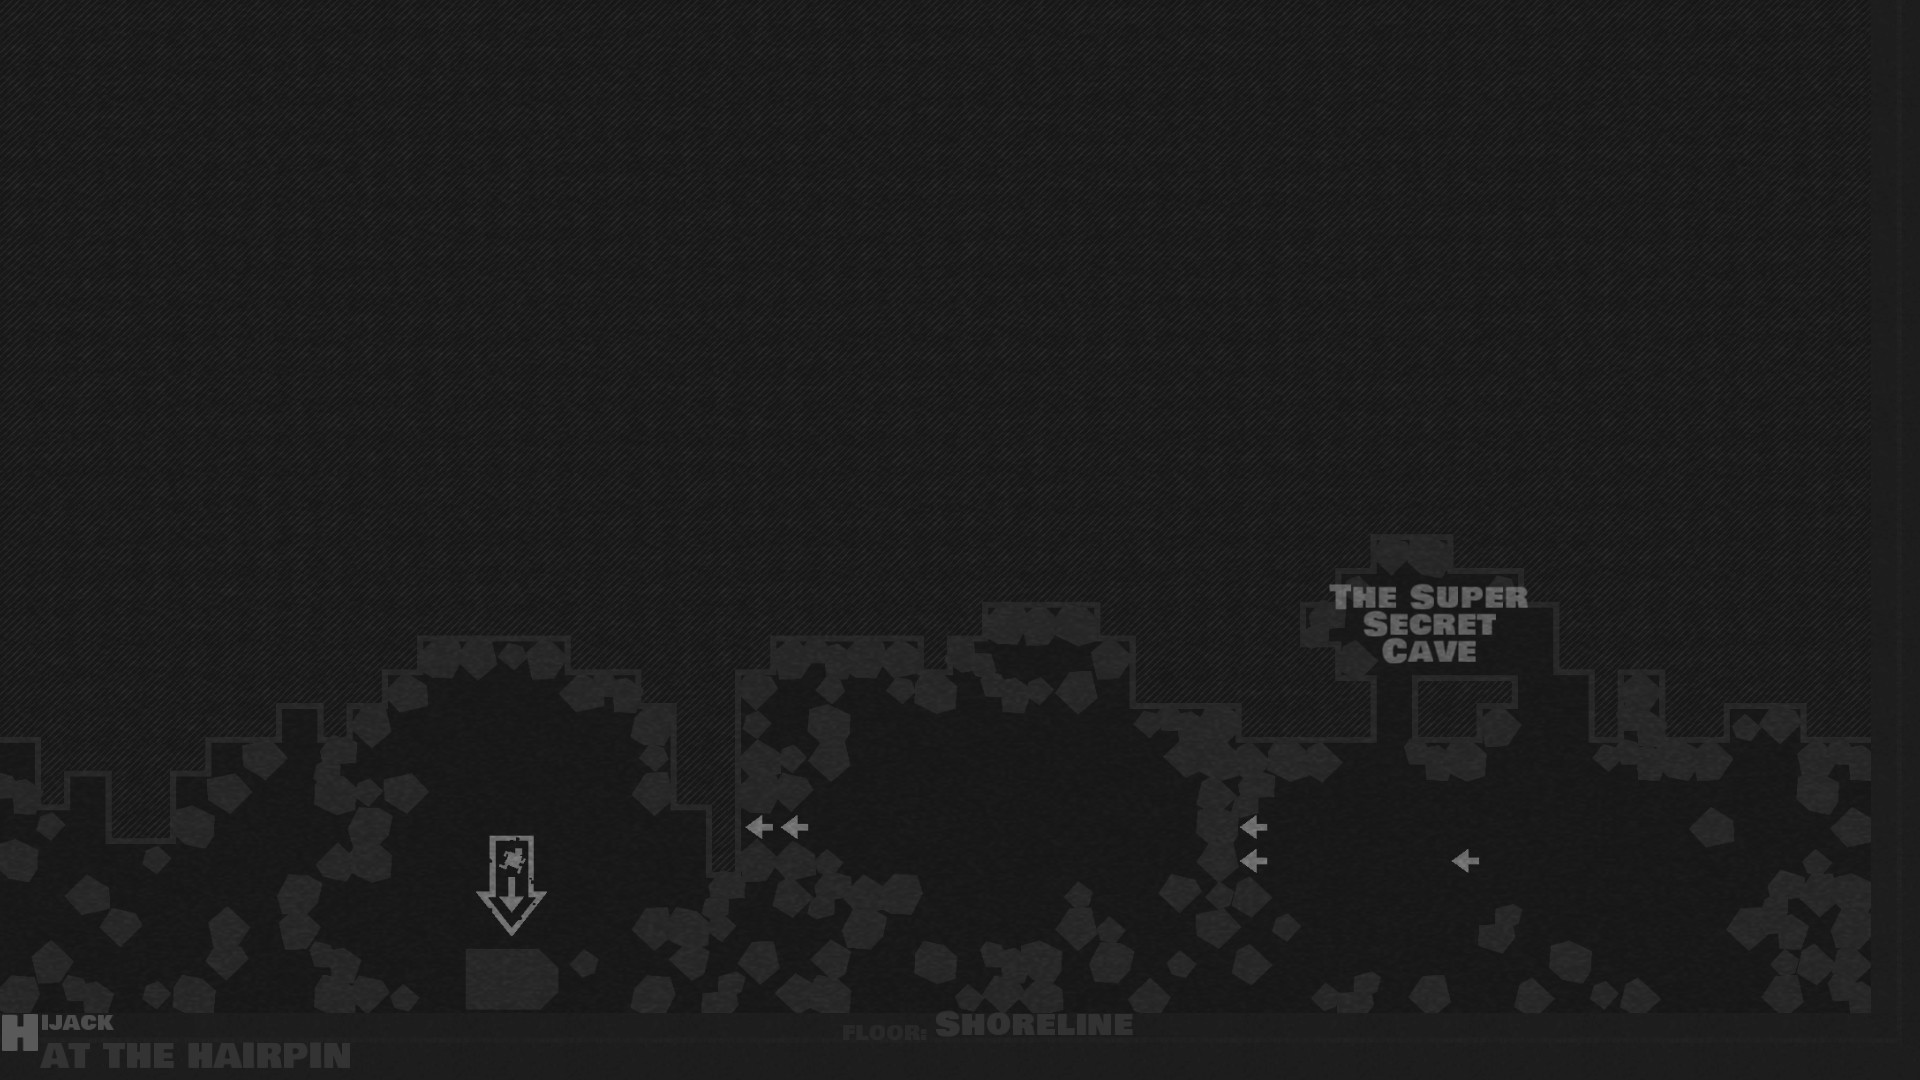 THE SUPER
SECRET
CAVE
HIJACK
AT THE HAIRPIN
FLOOR: SHORELINE